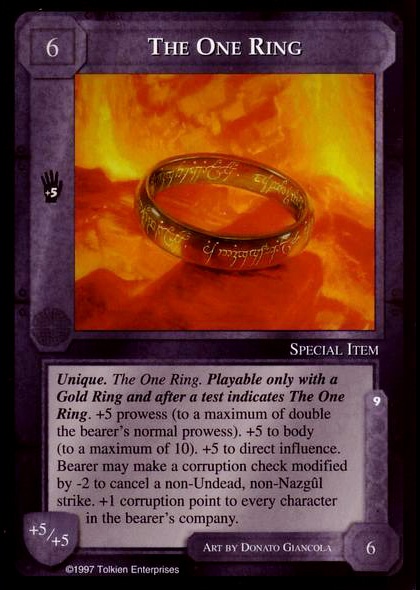 6
THE ONE RING
+5
SPECIAL ITEM
Unique. The One Ring. Playable only with a
Gold Ring and after a test indicates The One
Ring. +5 prowess (to a maximum of double
the bearer's normal prowess). +5 to body
(to a maximum of 10). +5 to direct influence.
Bearer may make a corruption check modified
by -2 to cancel a non-Undead, non-Nazgûl
strike. +1 corruption point to every character
in the bearer's company.
9
+5/+5
ART BY DONATO GIANCOLA
6
©1997 Tolkien Enterprises